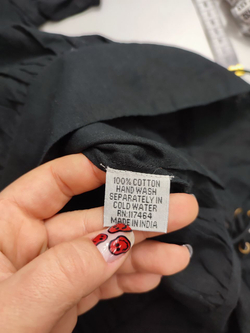 100% COTTON
HAND WASH
SEPARATELY IN
COLD WATER
RN:117464
MADE IN INDIA